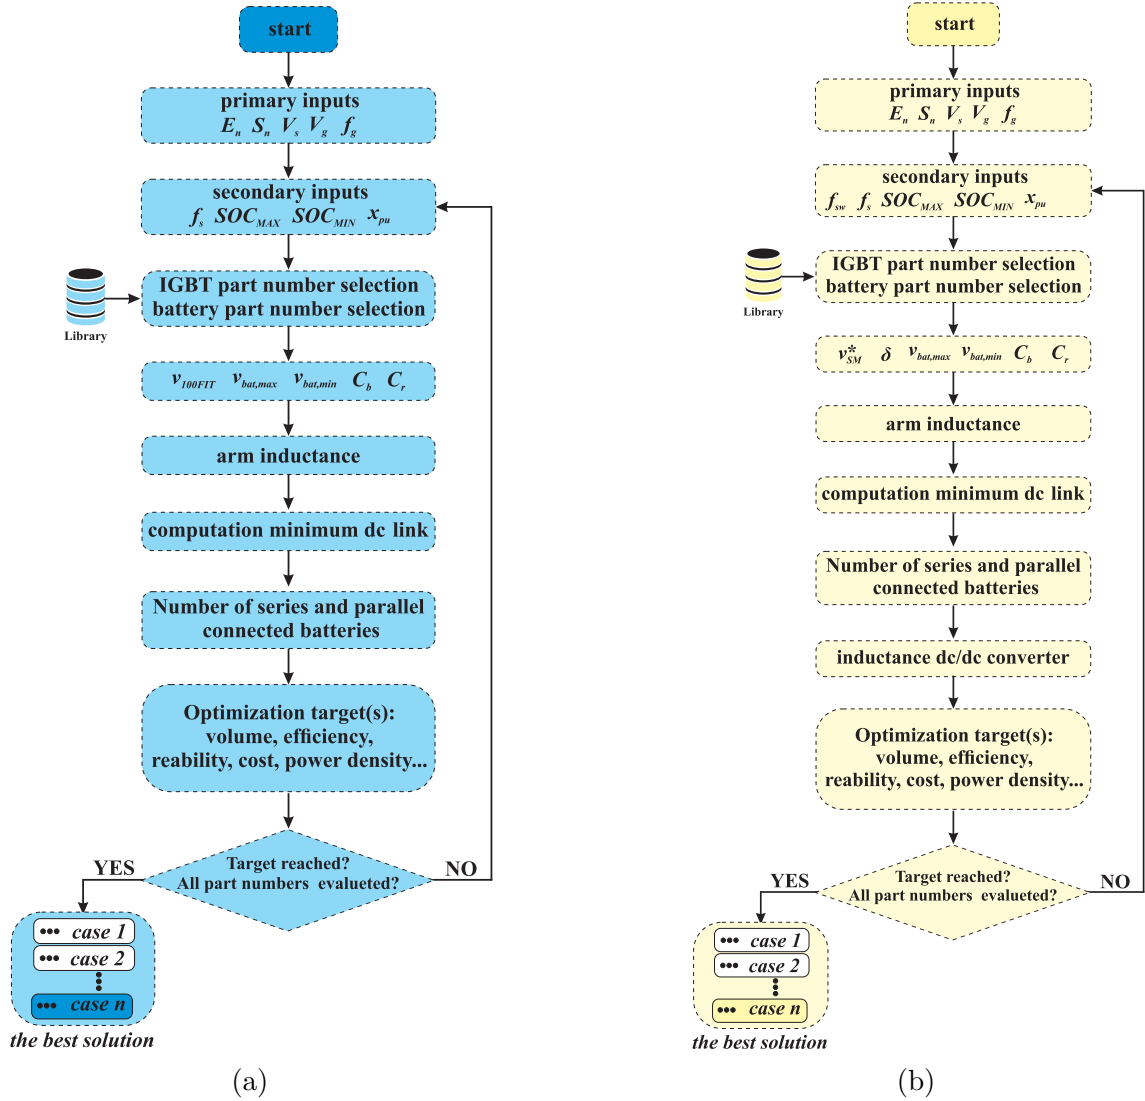 start
primary inputs
E_n S_n V_s V_g f_g
secondary inputs
f_s SOC_MAX SOC_MIN x_pu
Library
IGBT part number selection
battery part number selection
v_100FIT v_bat,max v_bat,min C_b C_r
arm inductance
computation minimum dc link
Number of series and parallel
connected batteries
Optimization target(s):
volume, efficiency,
reability, cost, power density...
Target reached?
All part numbers evalueted?
YES
NO
••• case 1
••• case 2
••• case n
the best solution
(a)
start
primary inputs
E_n S_n V_s V_g f_g
secondary inputs
f_sw f_s SOC_MAX SOC_MIN x_pu
Library
IGBT part number selection
battery part number selection
v*_SM δ v_bat,max v_bat,min C_b C_r
arm inductance
computation minimum dc link
Number of series and parallel
connected batteries
inductance dc/dc converter
Optimization target(s):
volume, efficiency,
reability, cost, power density...
Target reached?
All part numbers evalueted?
YES
NO
••• case 1
••• case 2
••• case n
the best solution
(b)